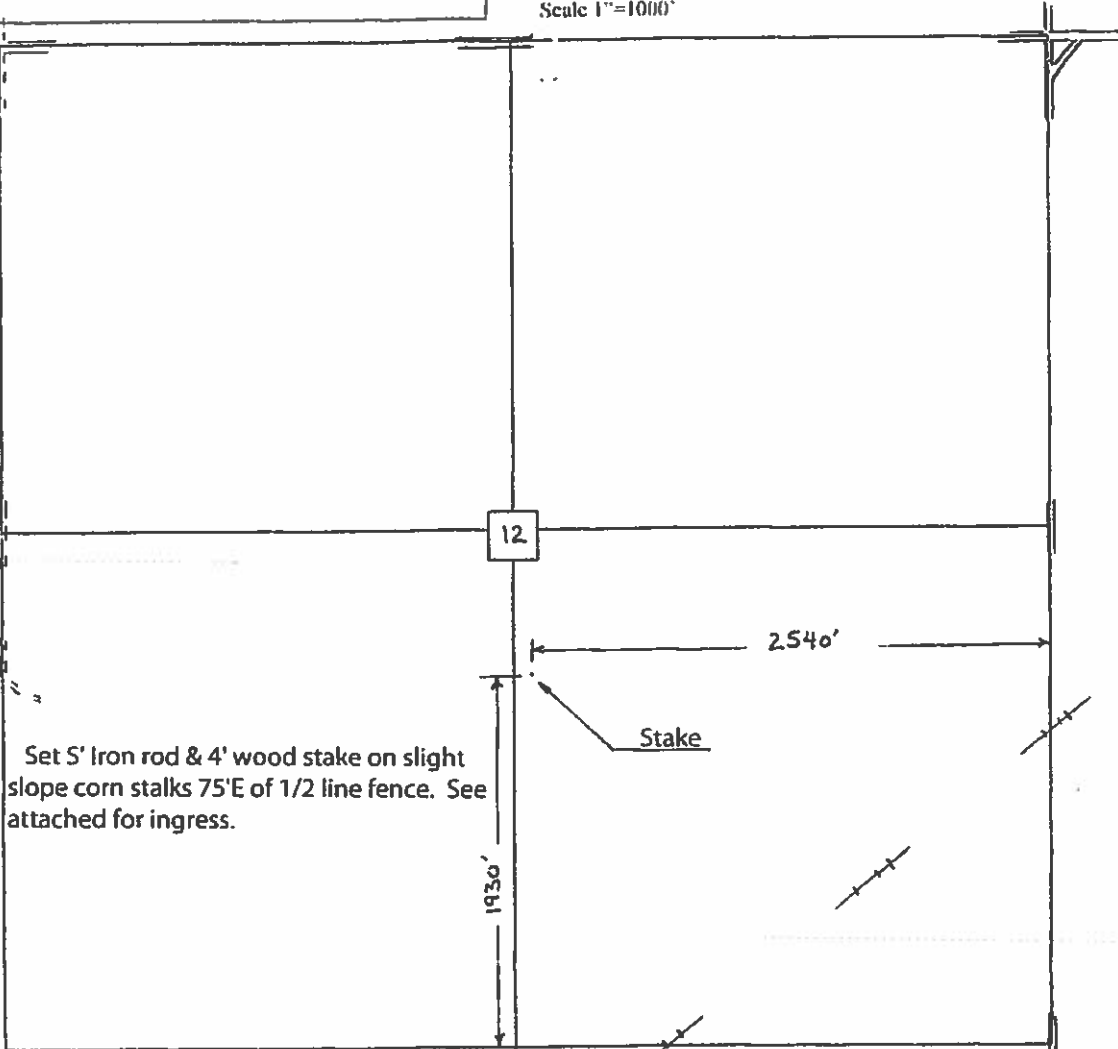 Scale 1"=1000'
12
2540'
Stake
Set 5' Iron rod & 4' wood stake on slight
slope corn stalks 75'E of 1/2 line fence. See
attached for ingress.
1930'